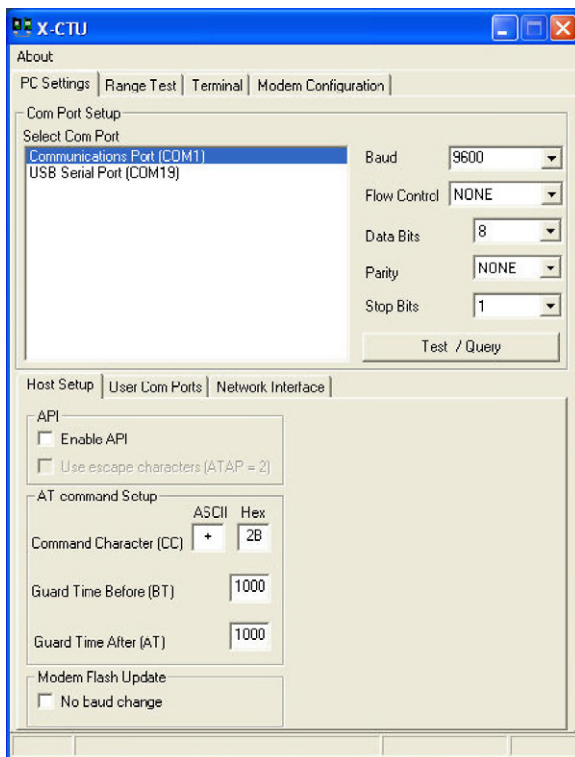 X-CTU
About
PC Settings Range Test Terminal Modem Configuration
Com Port Setup
Select Com Port
Communications Port (COM1)
USB Serial Port (COM19)
Baud 9600
Flow Control NONE
Data Bits 8
Parity NONE
Stop Bits 1
Test / Query
Host Setup User Com Ports Network Interface
API
Enable API
Use escape characters (ATAP = 2)
AT command Setup
ASCII Hex
Command Character (CC) + 2B
Guard Time Before (BT) 1000
Guard Time After (AT) 1000
Modem Flash Update
No baud change